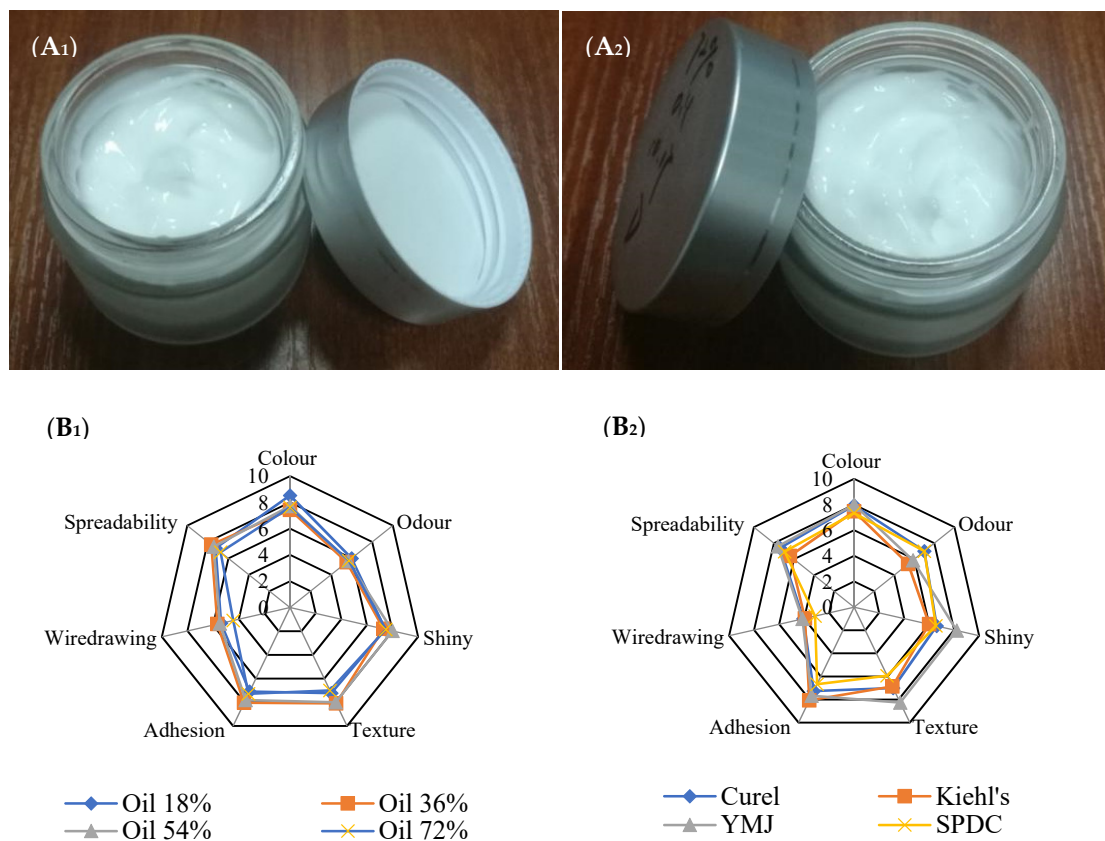 (A1)
(A2)
(B1)
(B2)
Colour
10
8
6
4
2
0
Odour
Shiny
Texture
Adhesion
Wiredrawing
Spreadability
Oil 18%
Oil 36%
Oil 54%
Oil 72%
Colour
10
8
6
4
2
0
Odour
Shiny
Texture
Adhesion
Wiredrawing
Spreadability
Curel
Kiehl's
YMJ
SPDC